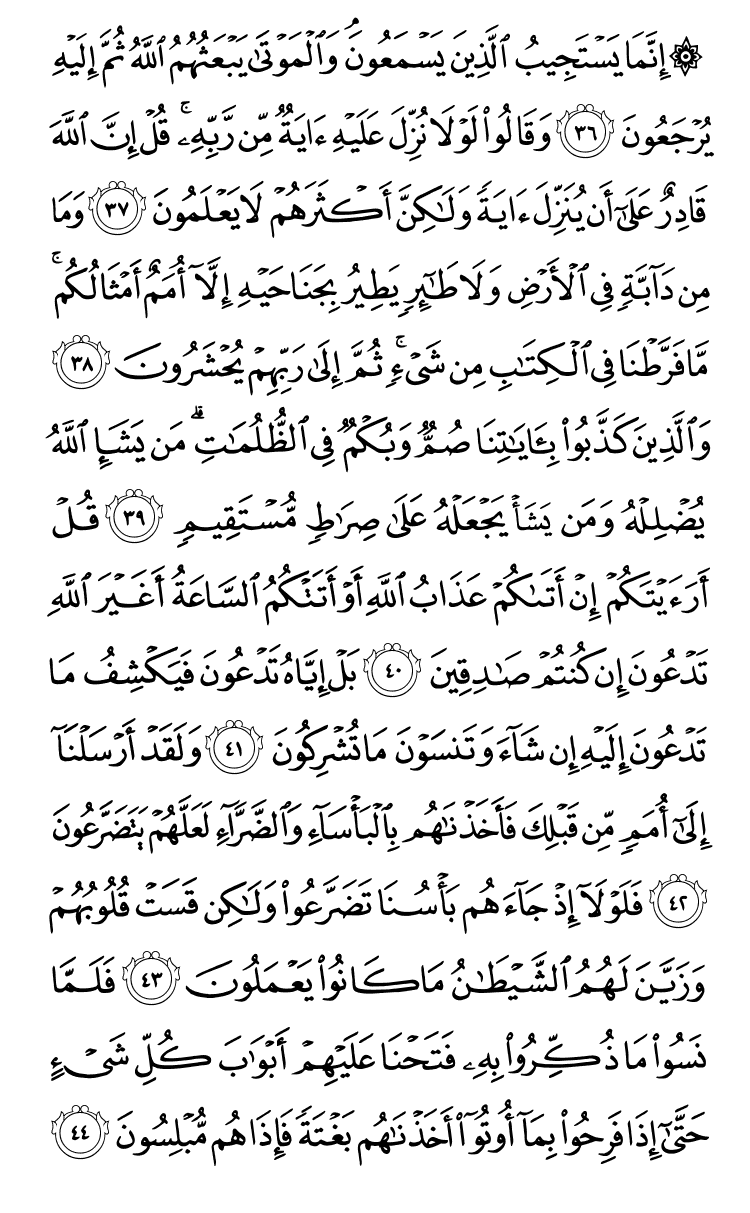 ۞ إِنَّمَا يَسْتَجِيبُ ٱلَّذِينَ يَسْمَعُونَۘ وَٱلْمَوْتَىٰ يَبْعَثُهُمُ ٱللَّهُ ثُمَّ إِلَيْهِ
يُرْجَعُونَ ٣٦ وَقَالُوا۟ لَوْلَا نُزِّلَ عَلَيْهِ ءَايَةٌ مِّن رَّبِّهِۦۚ قُلْ إِنَّ ٱللَّهَ
قَادِرٌ عَلَىٰٓ أَن يُنَزِّلَ ءَايَةً وَلَـٰكِنَّ أَكْثَرَهُمْ لَا يَعْلَمُونَ ٣٧ وَمَا
مِن دَآبَّةٍ فِى ٱلْأَرْضِ وَلَا طَـٰٓئِرٍ يَطِيرُ بِجَنَاحَيْهِ إِلَّآ أُمَمٌ أَمْثَالُكُمۚ
مَّا فَرَّطْنَا فِى ٱلْكِتَـٰبِ مِن شَىْءٍۚ ثُمَّ إِلَىٰ رَبِّهِمْ يُحْشَرُونَ ٣٨
وَٱلَّذِينَ كَذَّبُوا۟ بِـَٔايَـٰتِنَا صُمٌّ وَبُكْمٌ فِى ٱلظُّلُمَـٰتِۗ مَن يَشَإِ ٱللَّهُ
يُضْلِلْهُ وَمَن يَشَأْ يَجْعَلْهُ عَلَىٰ صِرَٰطٍ مُّسْتَقِيمٍ ٣٩ قُلْ
أَرَءَيْتَكُمْ إِنْ أَتَىٰكُمْ عَذَابُ ٱللَّهِ أَوْ أَتَتْكُمُ ٱلسَّاعَةُ أَغَيْرَ ٱللَّهِ
تَدْعُونَ إِن كُنتُمْ صَـٰدِقِينَ ٤٠ بَلْ إِيَّاهُ تَدْعُونَ فَيَكْشِفُ مَا
تَدْعُونَ إِلَيْهِ إِن شَآءَ وَتَنسَوْنَ مَا تُشْرِكُونَ ٤١ وَلَقَدْ أَرْسَلْنَآ
إِلَىٰٓ أُمَمٍ مِّن قَبْلِكَ فَأَخَذْنَـٰهُم بِٱلْبَأْسَآءِ وَٱلضَّرَّآءِ لَعَلَّهُمْ يَتَضَرَّعُونَ
٤٢ فَلَوْلَآ إِذْ جَآءَهُم بَأْسُنَا تَضَرَّعُوا۟ وَلَـٰكِن قَسَتْ قُلُوبُهُمْ
وَزَيَّنَ لَهُمُ ٱلشَّيْطَـٰنُ مَا كَانُوا۟ يَعْمَلُونَ ٤٣ فَلَمَّا
نَسُوا۟ مَا ذُكِّرُوا۟ بِهِۦ فَتَحْنَا عَلَيْهِمْ أَبْوَٰبَ كُلِّ شَىْءٍ
حَتَّىٰٓ إِذَا فَرِحُوا۟ بِمَآ أُوتُوٓا۟ أَخَذْنَـٰهُم بَغْتَةً فَإِذَا هُم مُّبْلِسُونَ ٤٤